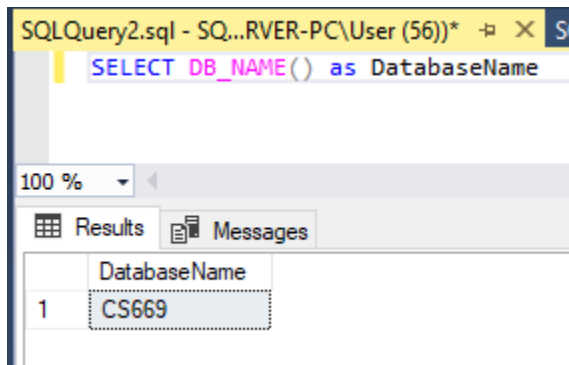 SQLQuery2.sql - SQ...RVER-PC\User (56))*
SELECT DB_NAME() as DatabaseName
100 %
Results Messages
DatabaseName
1 CS669